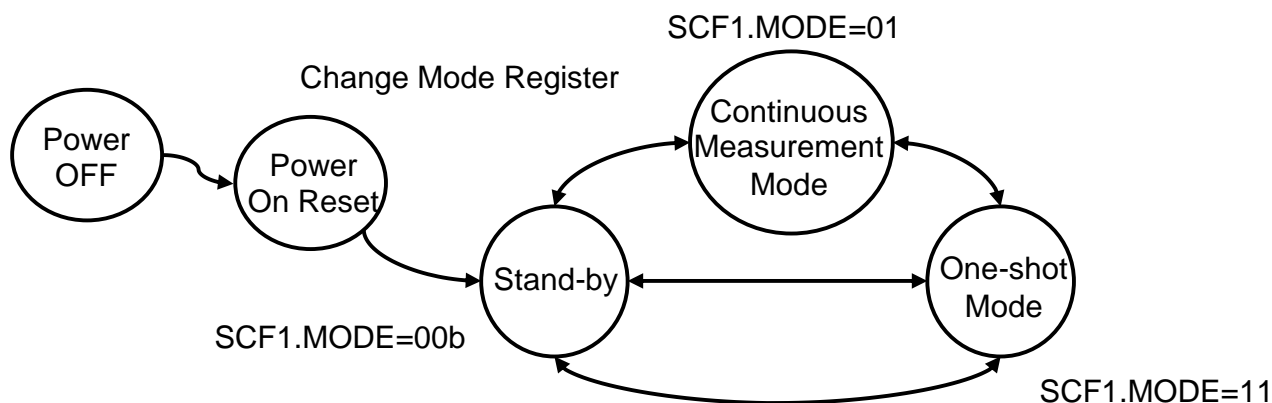 SCF1.MODE=01
Change Mode Register
Power
OFF
Power
On Reset
Continuous
Measurement
Mode
Stand-by
One-shot
Mode
SCF1.MODE=00b
SCF1.MODE=11